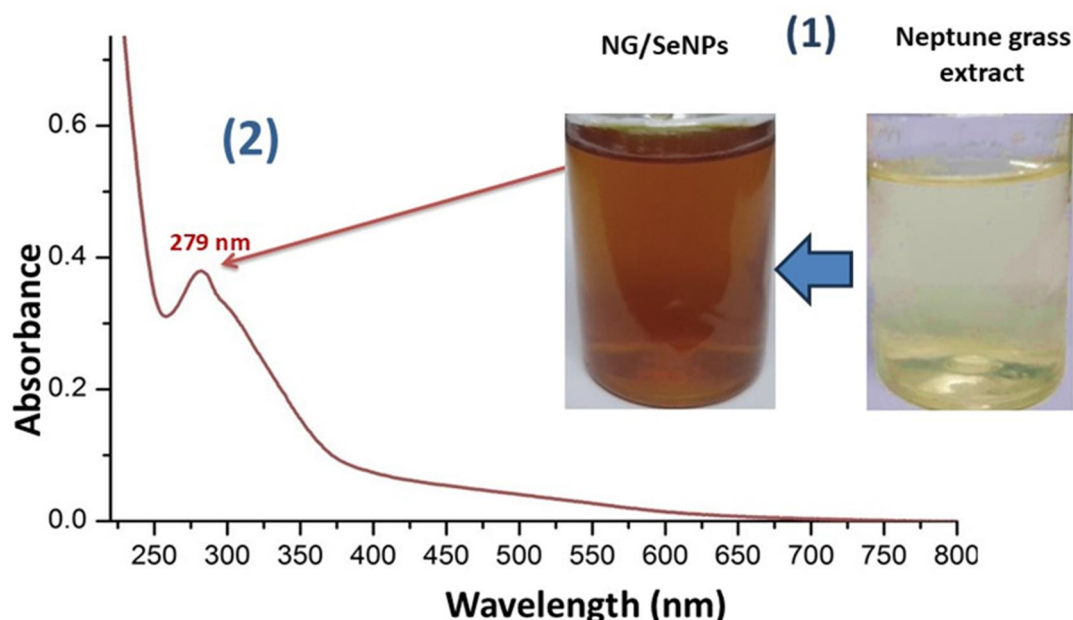 NG/SeNPs
(1)
Neptune grass
extract
(2)
279 nm
Absorbance
0.6
0.4
0.2
0.0
250 300 350 400 450 500 550 600 650 700 750 800
Wavelength (nm)